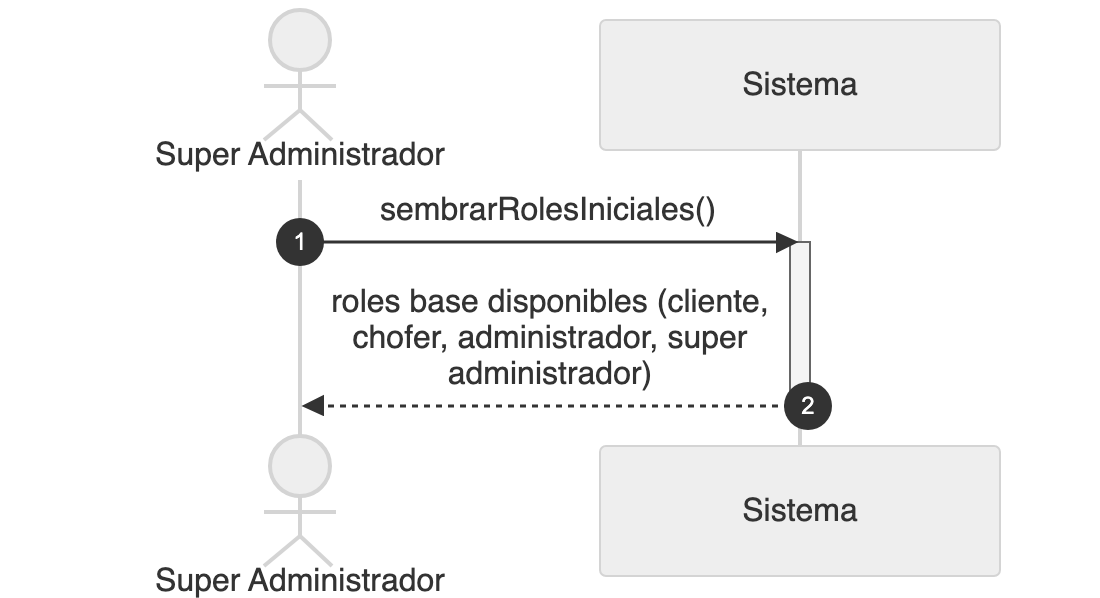 Sistema
Super Administrador
sembrarRolesIniciales()
1
roles base disponibles (cliente,
chofer, administrador, super
administrador)
2
Sistema
Super Administrador